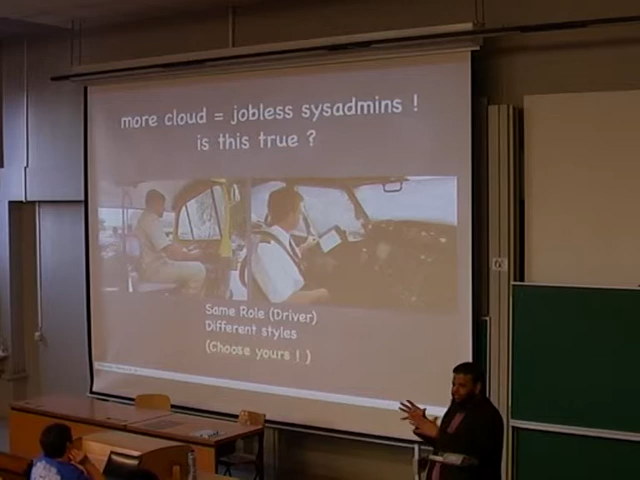 more cloud = jobless sysadmins !
is this true ?
Same Role (Driver)
Different styles
(Choose yours ! )